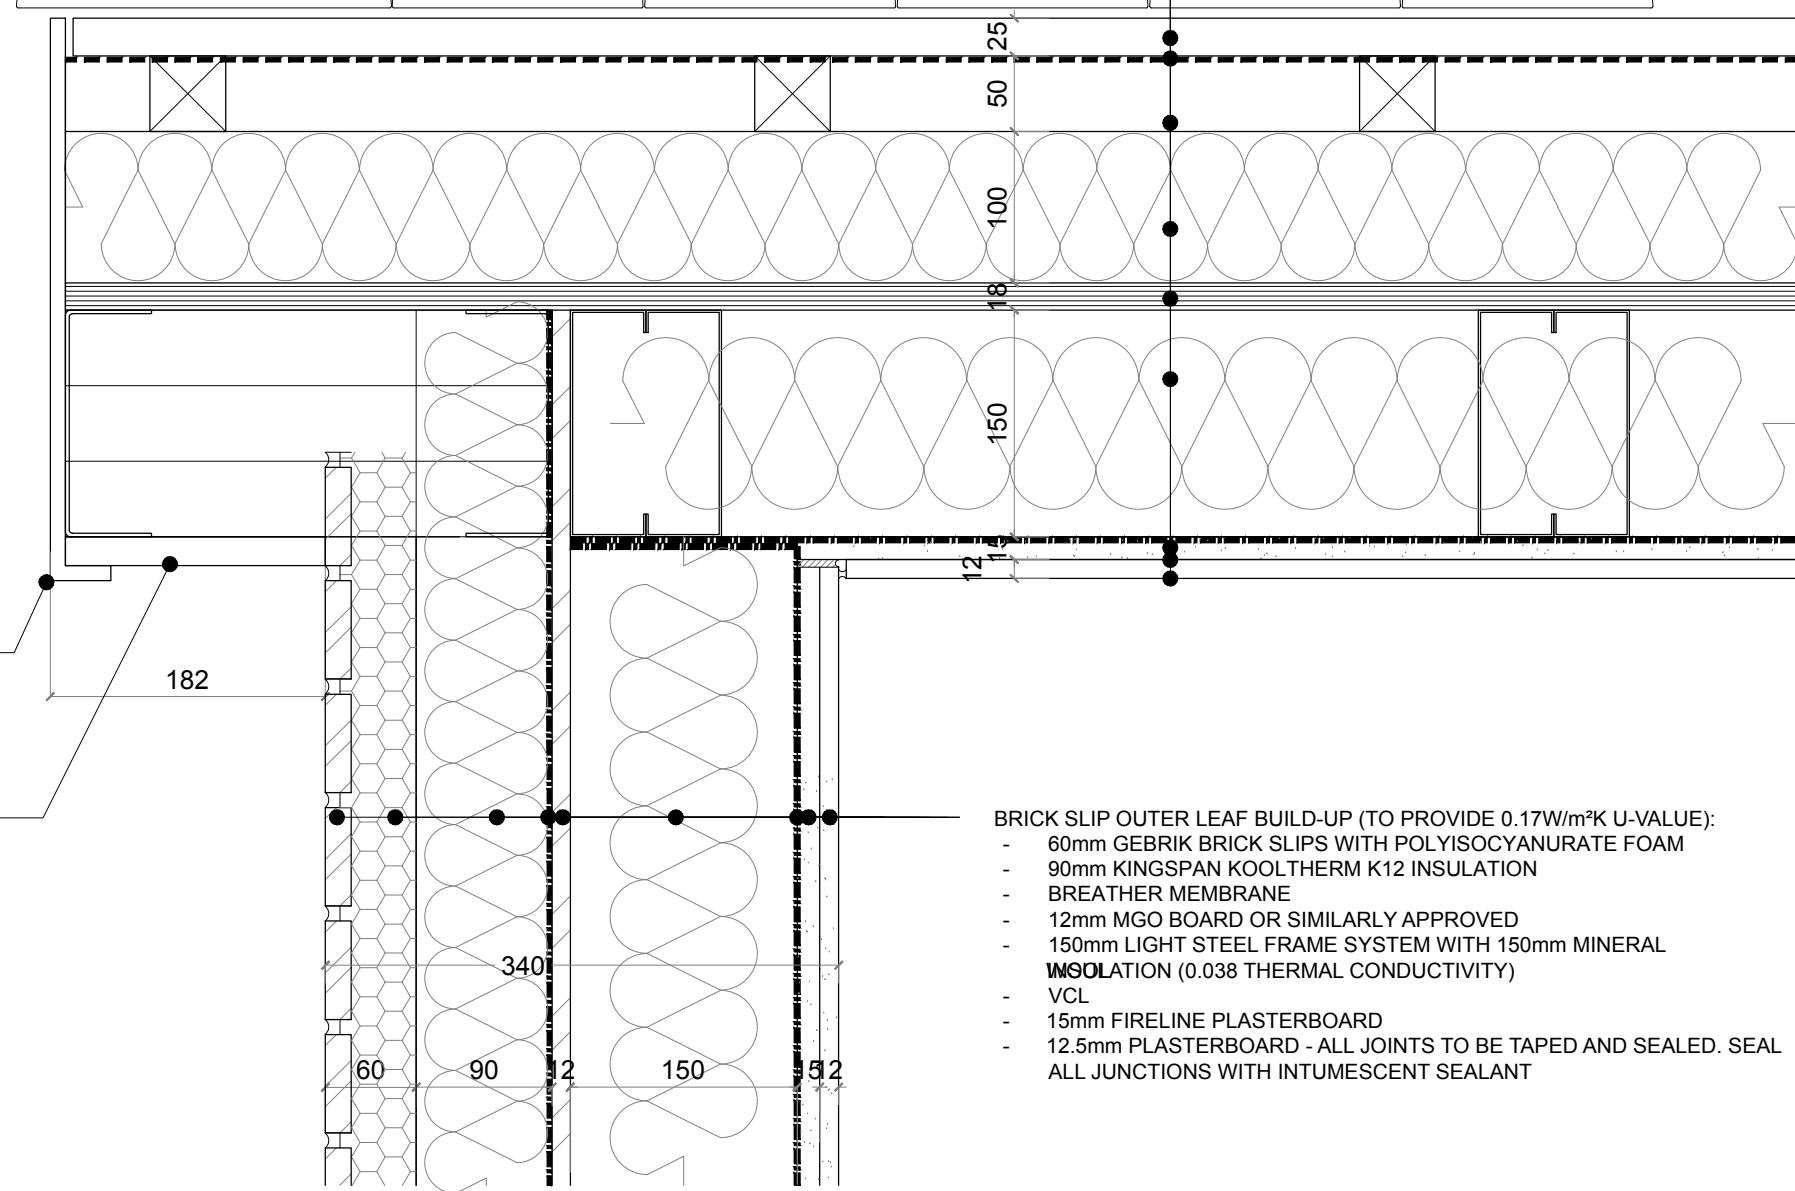 25
50
100
18
150
15
12
182
BRICK SLIP OUTER LEAF BUILD-UP (TO PROVIDE 0.17W/m²K U-VALUE):
- 60mm GEBRIK BRICK SLIPS WITH POLYISOCYANURATE FOAM
- 90mm KINGSPAN KOOLTHERM K12 INSULATION
- BREATHER MEMBRANE
- 12mm MGO BOARD OR SIMILARLY APPROVED
- 150mm LIGHT STEEL FRAME SYSTEM WITH 150mm MINERAL
WOOL INSULATION (0.038 THERMAL CONDUCTIVITY)
- VCL
- 15mm FIRELINE PLASTERBOARD
- 12.5mm PLASTERBOARD - ALL JOINTS TO BE TAPED AND SEALED. SEAL
ALL JUNCTIONS WITH INTUMESCENT SEALANT
340
60 90 12 150 15 12